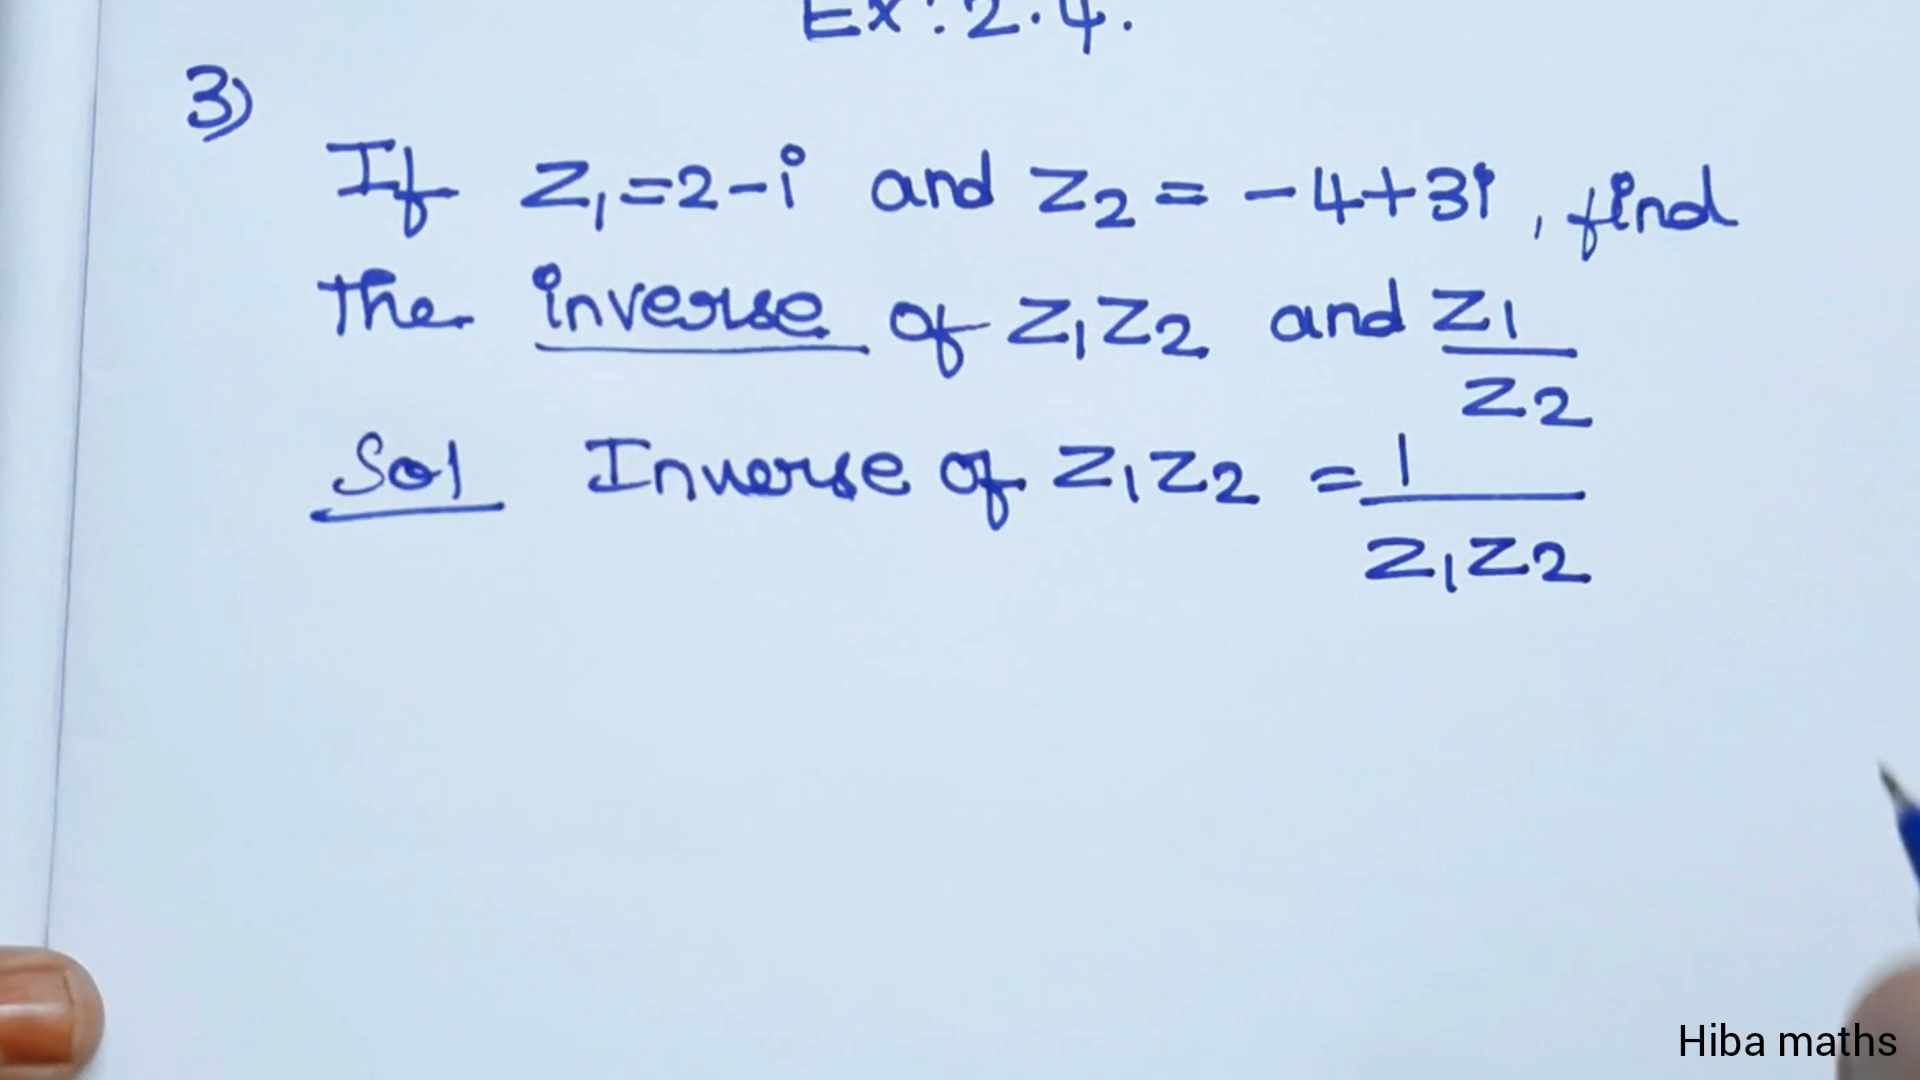 Ex: 2.4.
3)
If z₁=2-i and z₂ = -4+3i, find
the inverse of z₁z₂ and z₁/z₂
Sol Inverse of z₁z₂ = 1/z₁z₂
Hiba maths